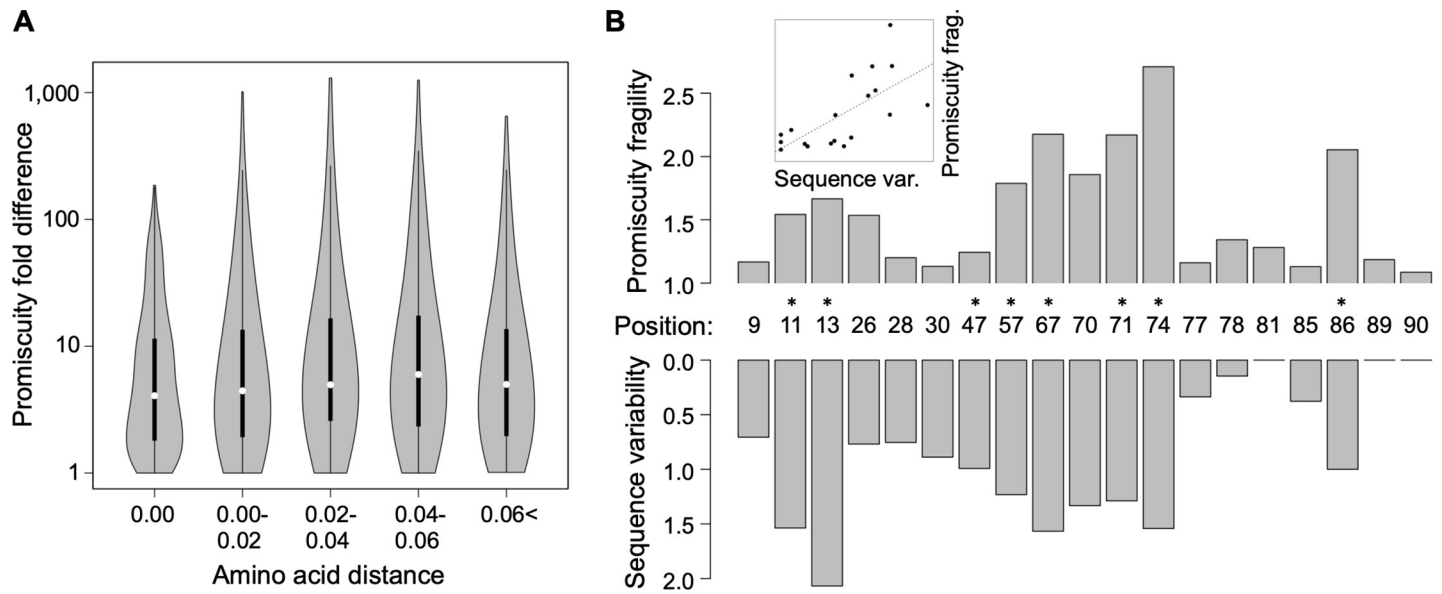 A
Promiscuity fold difference
1,000
100
10
1
0.00
0.00-
0.02
0.02-
0.04
0.04-
0.06
0.06<
Amino acid distance
B
Promiscuity frag.
Sequence var.
Promiscuity fragility
2.5
2.0
1.5
1.0
* * * * * * * *
Position: 9 11 13 26 28 30 47 57 67 70 71 74 77 78 81 85 86 89 90
Sequence variability
0.0
0.5
1.0
1.5
2.0